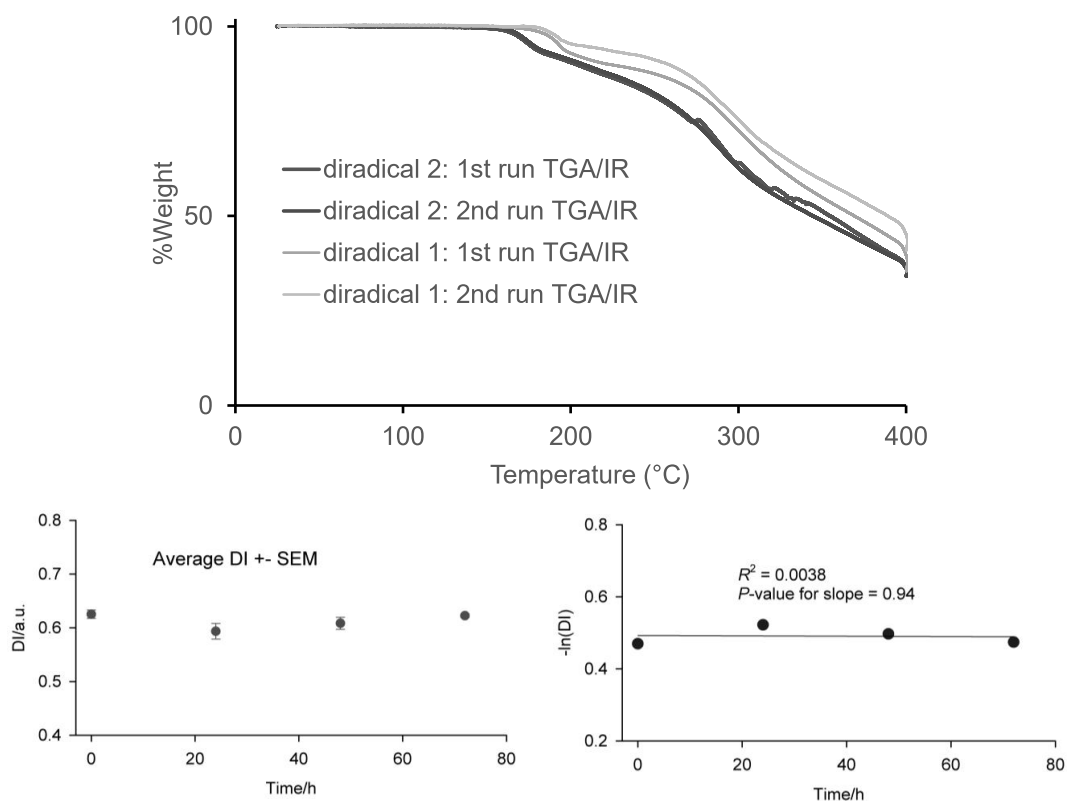 100
50
0
%Weight
diradical 2: 1st run TGA/IR
diradical 2: 2nd run TGA/IR
diradical 1: 1st run TGA/IR
diradical 1: 2nd run TGA/IR
0 100 200 300 400
Temperature (°C)
0.8
0.7
0.6
0.5
0.4
DI/a.u.
Average DI +- SEM
0 20 40 60 80
Time/h
0.8
0.6
0.4
0.2
-ln(DI)
R² = 0.0038
P-value for slope = 0.94
0 20 40 60 80
Time/h